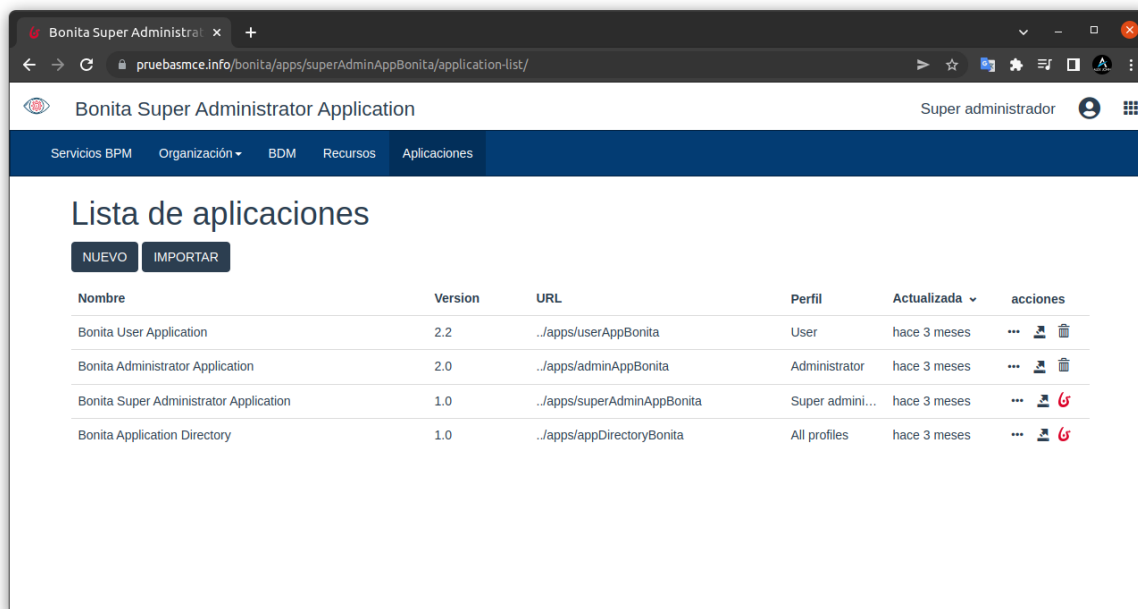 Bonita Super Administrat
pruebasmce.info/bonita/apps/superAdminAppBonita/application-list/
Bonita Super Administrator Application
Super administrador
Servicios BPM Organización BDM Recursos Aplicaciones
Lista de aplicaciones
NUEVO IMPORTAR
Nombre Version URL Perfil Actualizada acciones
Bonita User Application 2.2 ../apps/userAppBonita User hace 3 meses
Bonita Administrator Application 2.0 ../apps/adminAppBonita Administrator hace 3 meses
Bonita Super Administrator Application 1.0 ../apps/superAdminAppBonita Super admini... hace 3 meses
Bonita Application Directory 1.0 ../apps/appDirectoryBonita All profiles hace 3 meses